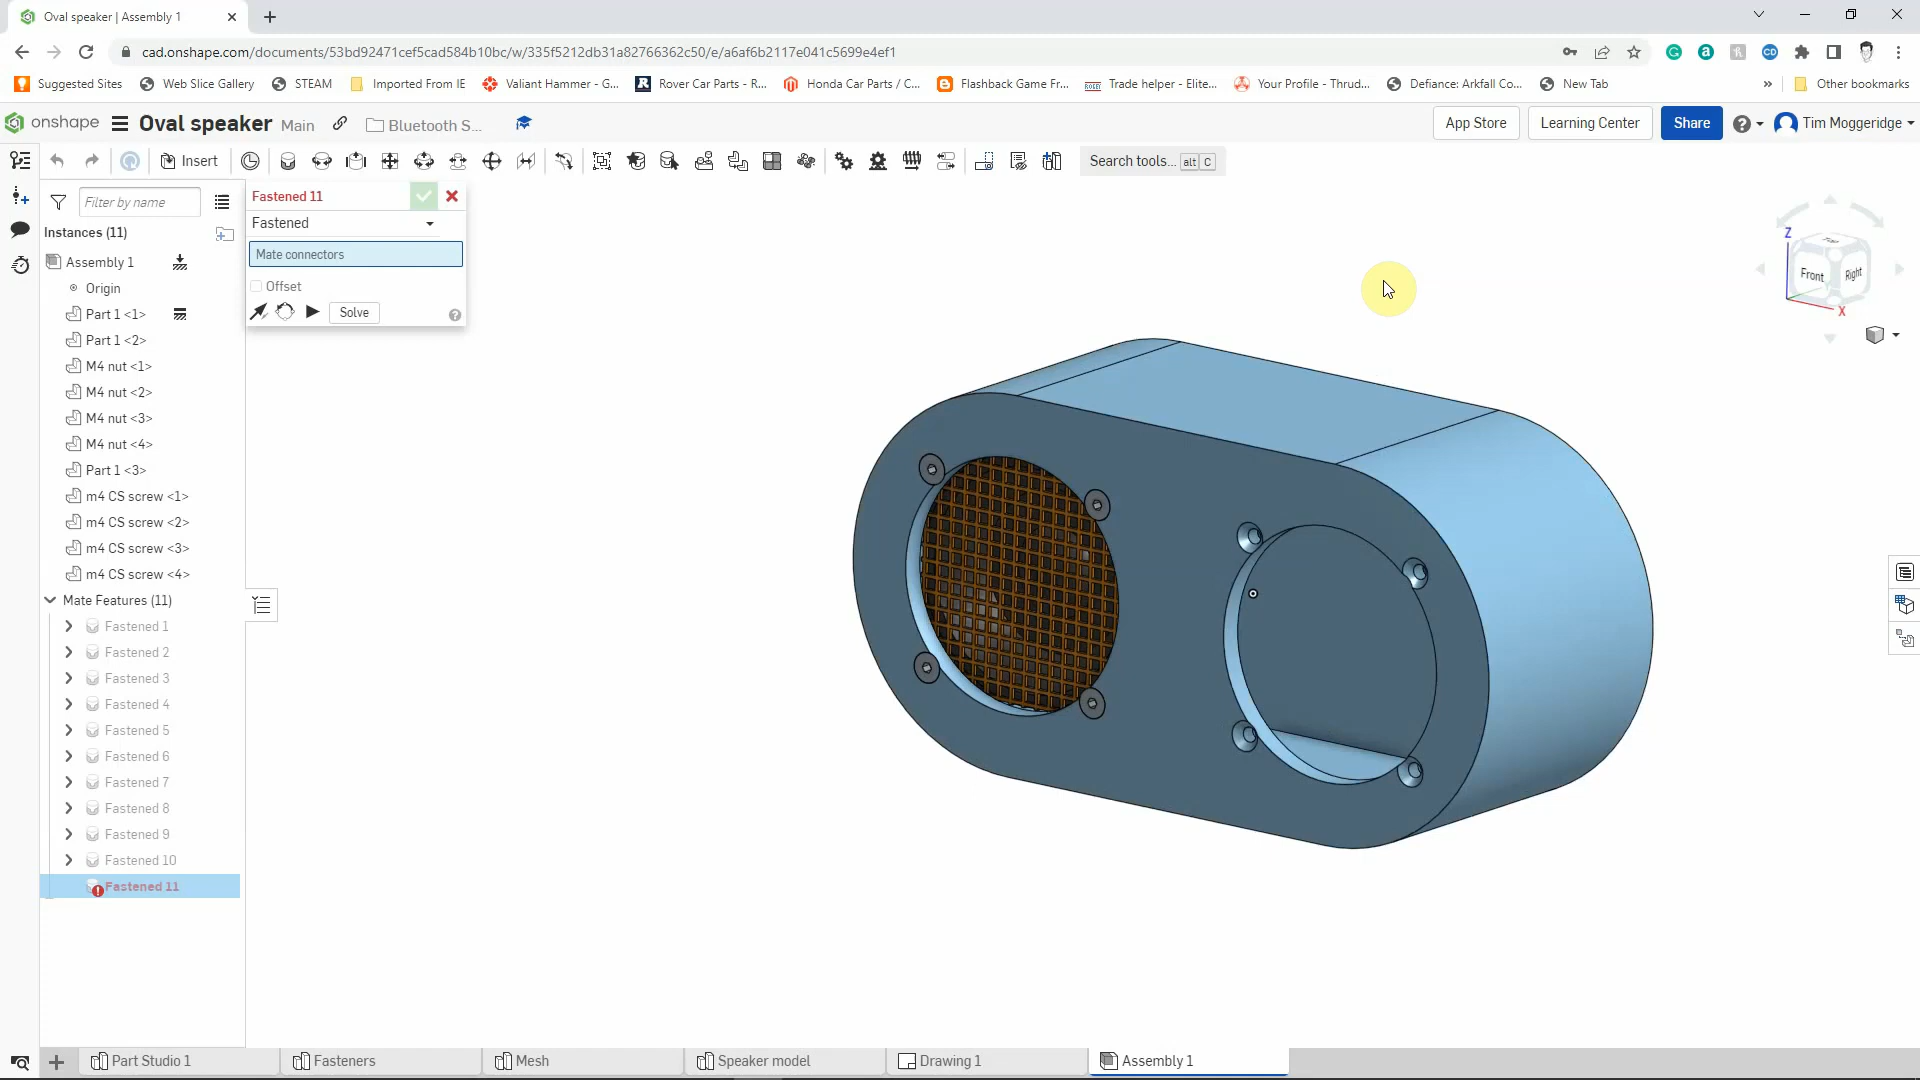 Oval speaker | Assembly 1
cad.onshape.com/documents/53bd92471cef5cad584b10bc/w/335f5212db31a82766362c50/e/a6af6b2117e041c5699e4ef1
Suggested Sites Web Slice Gallery STEAM Imported From IE Valiant Hammer - G... Rover Car Parts - R... Honda Car Parts / C... Flashback Game Fr... Trade helper - Elite... Your Profile - Thrud... Defiance: Arkfall Co... New Tab » Other bookmarks
onshape Oval speaker Main Bluetooth S... App Store Learning Center Share Tim Moggeridge
Insert Search tools... alt C
Filter by name
Fastened 11
Fastened
Mate connectors
Offset
Solve
Instances (11)
Assembly 1
Origin
Part 1 <1>
Part 1 <2>
M4 nut <1>
M4 nut <2>
M4 nut <3>
M4 nut <4>
Part 1 <3>
m4 CS screw <1>
m4 CS screw <2>
m4 CS screw <3>
m4 CS screw <4>
Mate Features (11)
Fastened 1
Fastened 2
Fastened 3
Fastened 4
Fastened 5
Fastened 6
Fastened 7
Fastened 8
Fastened 9
Fastened 10
Fastened 11
Z
Top
Front Right
X
Part Studio 1 Fasteners Mesh Speaker model Drawing 1 Assembly 1